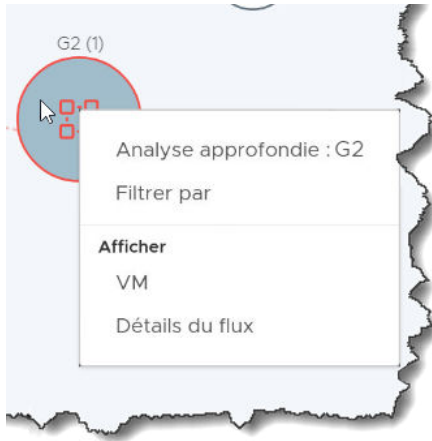 G2 (1)
Analyse approfondie : G2
Filtrer par
Afficher
VM
Détails du flux